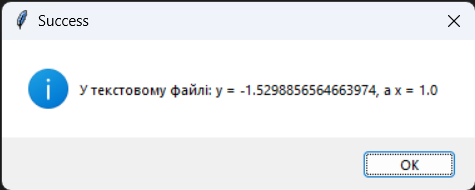 Success
У текстовому файлі: y = -1.5298856564663974, а x = 1.0
OK